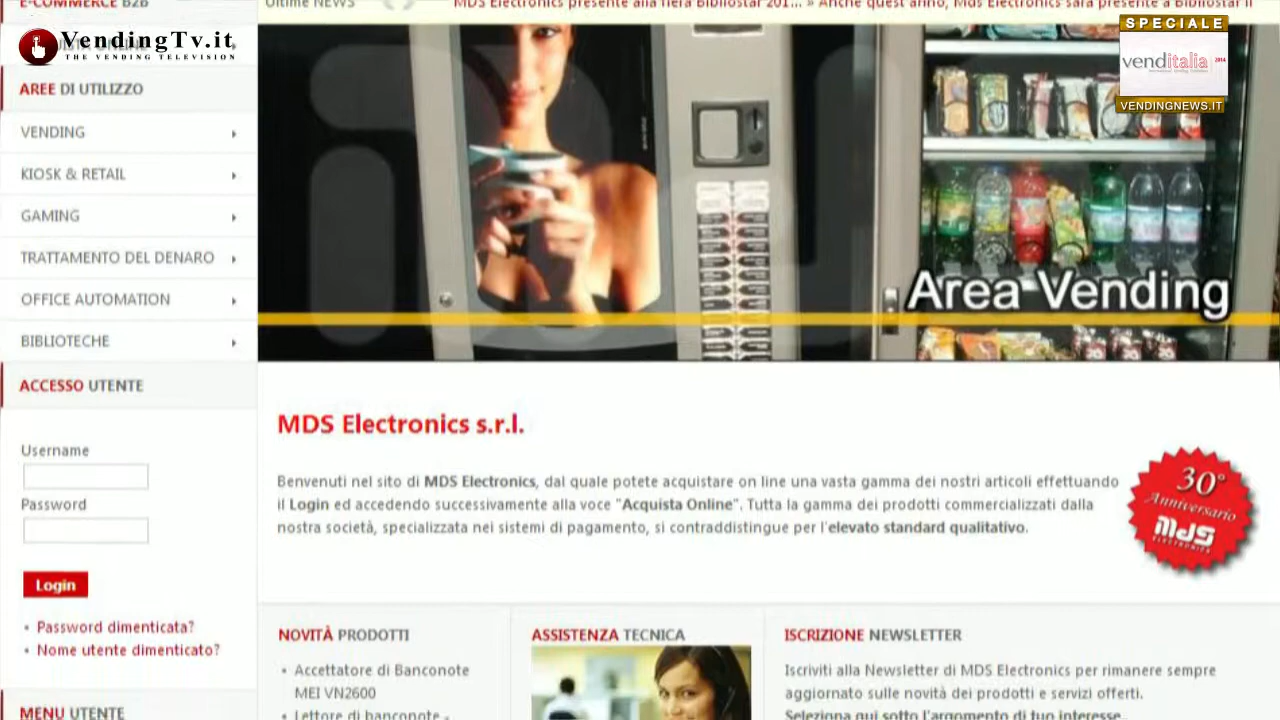 E-COMMERCE B2B
Ultime NEWS
MDS Electronics presente alla fiera Bibliostar 201... » Anche quest'anno, Mds Electronics sarà presente a Bibliostar il
VendingTv.it
THE VENDING TELEVISION
SPECIALE
venditalia 2014
VENDINGNEWS.IT
AREE DI UTILIZZO
VENDING
KIOSK & RETAIL
GAMING
TRATTAMENTO DEL DENARO
OFFICE AUTOMATION
BIBLIOTECHE
Area Vending
ACCESSO UTENTE
Username
Password
Login
Password dimenticata?
Nome utente dimenticato?
MENU UTENTE
MDS Electronics s.r.l.
Benvenuti nel sito di MDS Electronics, dal quale potete acquistare on line una vasta gamma dei nostri articoli effettuando
il Login ed accedendo successivamente alla voce "Acquista Online". Tutta la gamma dei prodotti commercializzati dalla
nostra società, specializzata nei sistemi di pagamento, si contraddistingue per l'elevato standard qualitativo.
30°
Anniversario
mds
ELECTRONICS
NOVITÀ PRODOTTI
Accettatore di Banconote
MEI VN2600
Lettore di banconote -
ASSISTENZA TECNICA
ISCRIZIONE NEWSLETTER
Iscriviti alla Newsletter di MDS Electronics per rimanere sempre
aggiornato sulle novità dei prodotti e servizi offerti.
Seleziona qui sotto l'argomento di tuo interesse